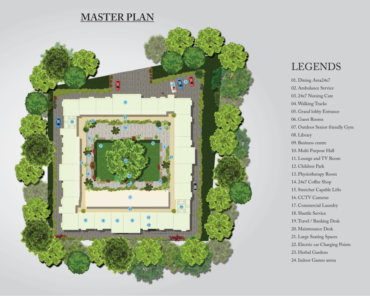 MASTER PLAN
LEGENDS
01. Dining Area24x7
02. Ambulance Service
03. 24x7 Nursing Care
04. Walking Tracks
05. Grand lobby Entrance
06. Guest Rooms
07. Outdoor Senior friendly Gym
08. Library
09. Business centre
10. Multi-Purpose Hall
11. Lounge and TV Room
12. Children Park
13. Physiotherapy Room
14. 24x7 Coffee Shop
15. Stretcher Capable Lifts
16. CCTV Cameras
17. Commercial Laundry
18. Shuttle Service
19. Travel / Banking Desk
20. Maintenance Desk
21. Large Seating Spaces
22. Electric car Charging Points
23. Herbal Gardens
24. Indoor Games areas